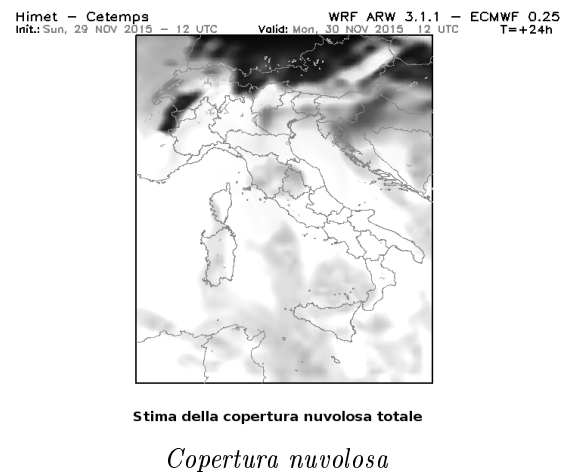 Himet – Cetemps WRF ARW 3.1.1 – ECMWF 0.25
Init.: Sun, 29 NOV 2015 – 12 UTC Valid: Mon, 30 NOV 2015 12 UTC T=+24h
Stima della copertura nuvolosa totale
Copertura nuvolosa